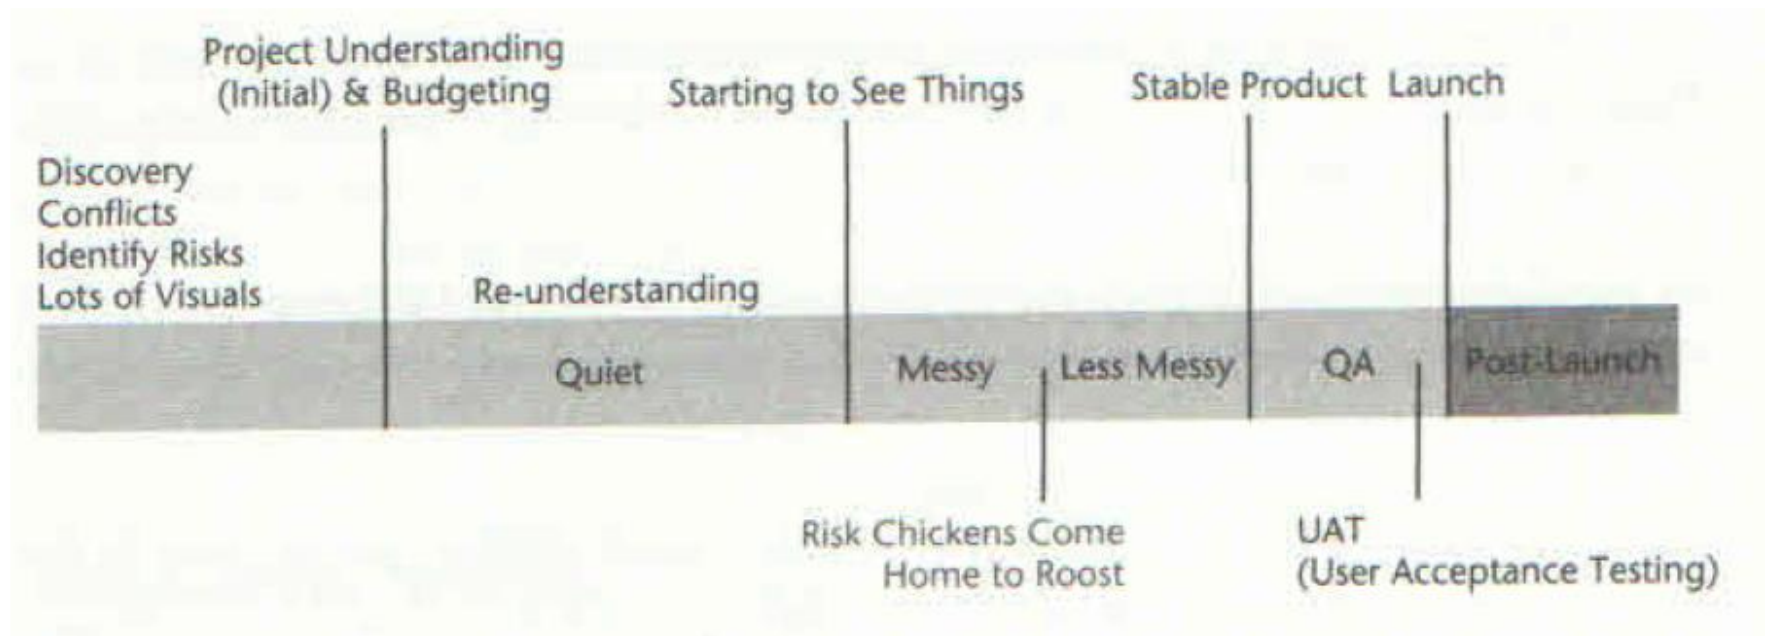 Project Understanding
(Initial) & Budgeting
Starting to See Things
Stable Product
Launch
Discovery
Conflicts
Identify Risks
Lots of Visuals
Re-understanding
Quiet
Messy
Less Messy
QA
Post-Launch
Risk Chickens Come
Home to Roost
UAT
(User Acceptance Testing)